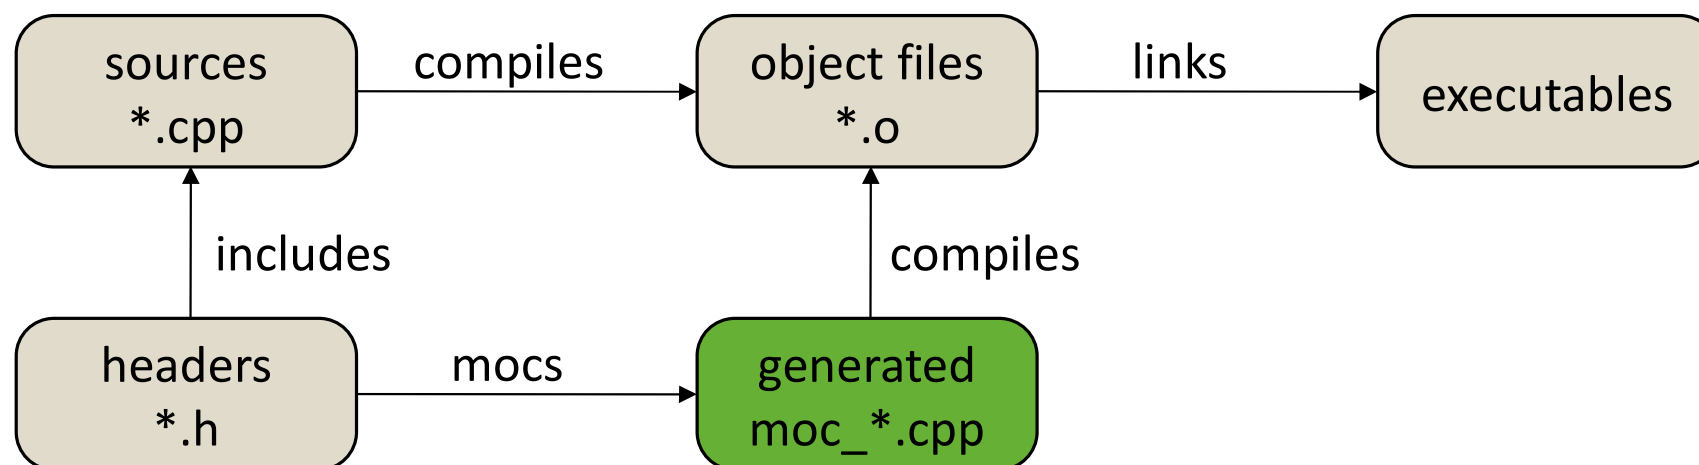 sources
*.cpp
compiles
object files
*.o
links
executables
includes
compiles
headers
*.h
mocs
generated
moc_*.cpp